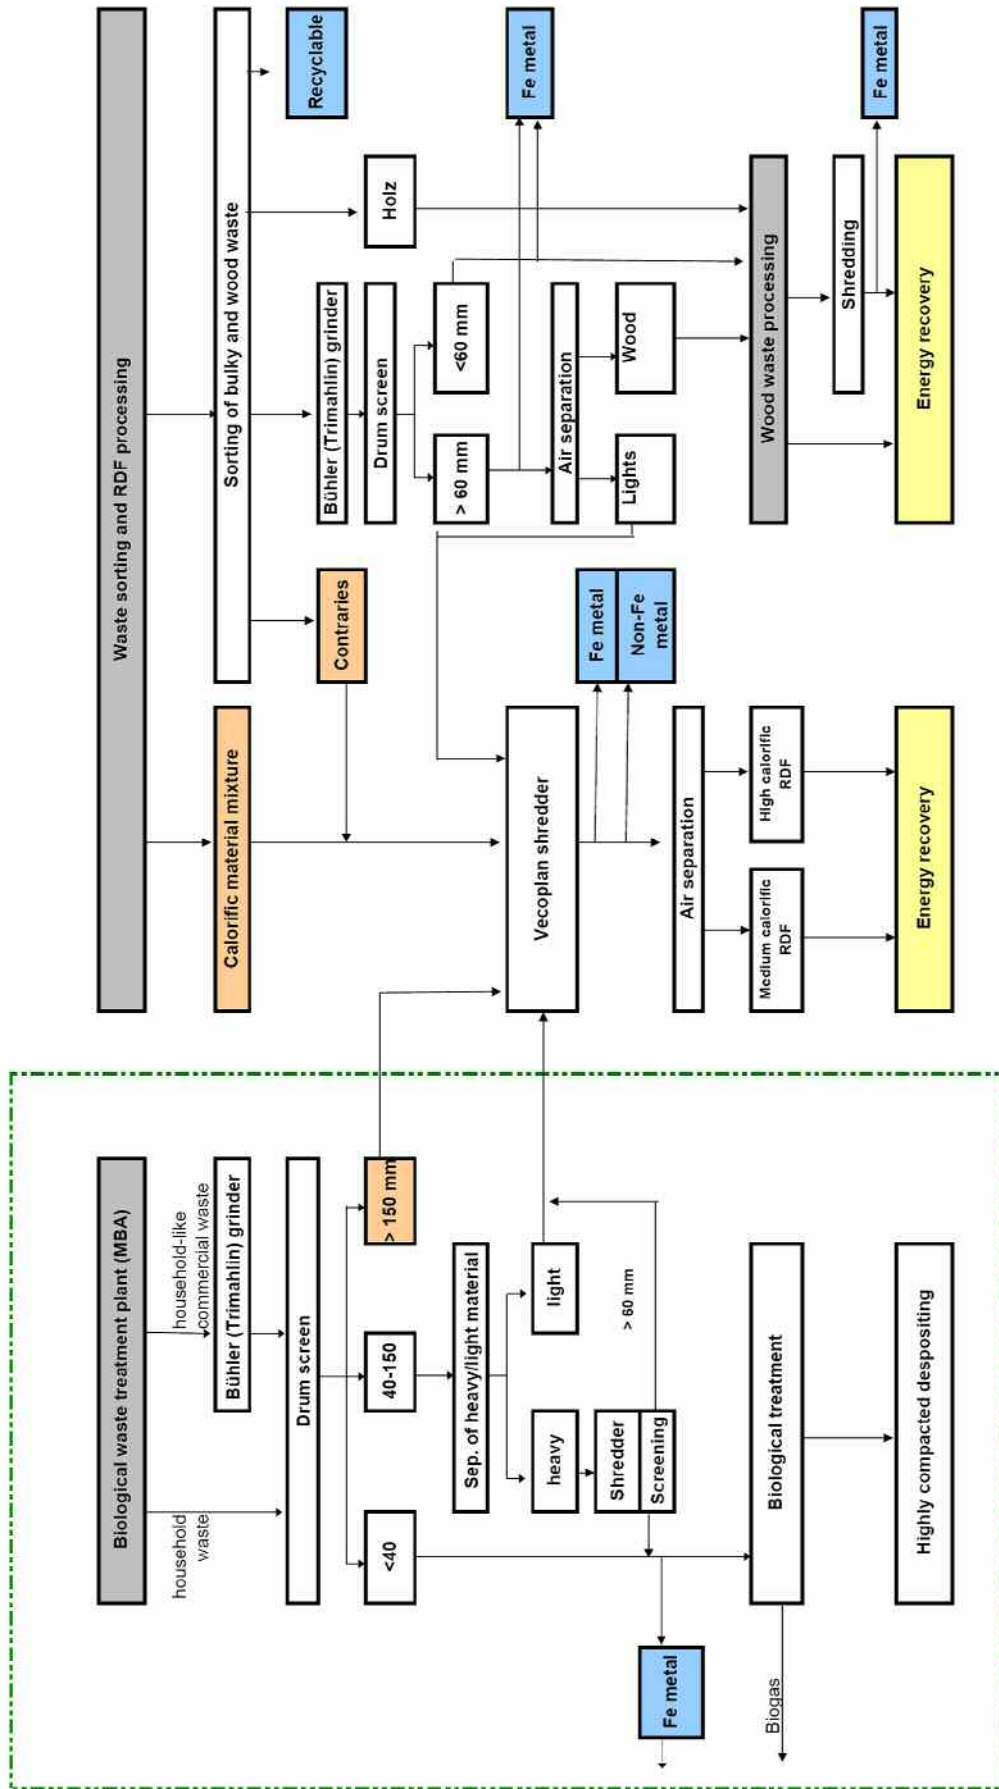 Biological waste treatment plant (MBA)
Waste sorting and RDF processing
household
waste
household-like
commercial waste
Bühler (Trimahlin) grinder
Calorific material mixture
Sorting of bulky and wood waste
Drum screen
Recyclable
Contraries
Bühler (Trimahlin) grinder
<40
40-150
> 150 mm
Drum screen
Holz
Sep. of heavy/light material
> 60 mm
<60 mm
Vecoplan shredder
Fe metal
heavy
light
Air separation
Fe metal
Non-Fe
metal
Shredder
Screening
> 60 mm
Lights
Wood
Fe metal
Air separation
Biological treatment
Biogas
Medium calorific
RDF
High calorific
RDF
Wood waste processing
Shredding
Fe metal
Highly compacted despositing
Energy recovery
Energy recovery